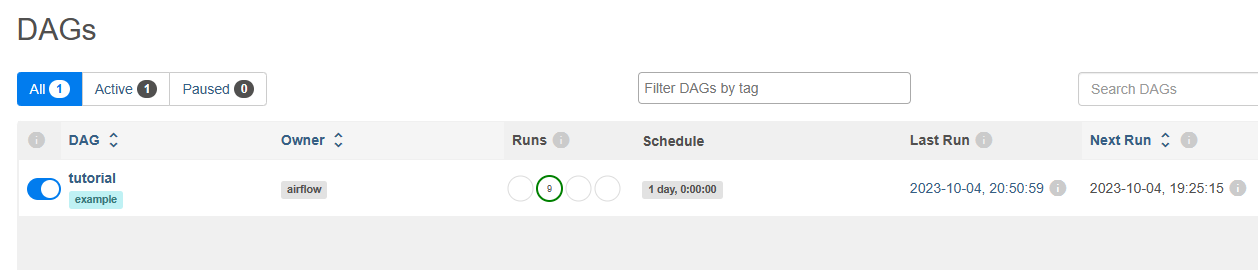 DAGs
All 1 Active 1 Paused 0 Filter DAGs by tag Search DAGs
i DAG Owner Runs i Schedule Last Run i Next Run i
tutorial
example
airflow 9 1 day, 0:00:00 2023-10-04, 20:50:59 i 2023-10-04, 19:25:15 i